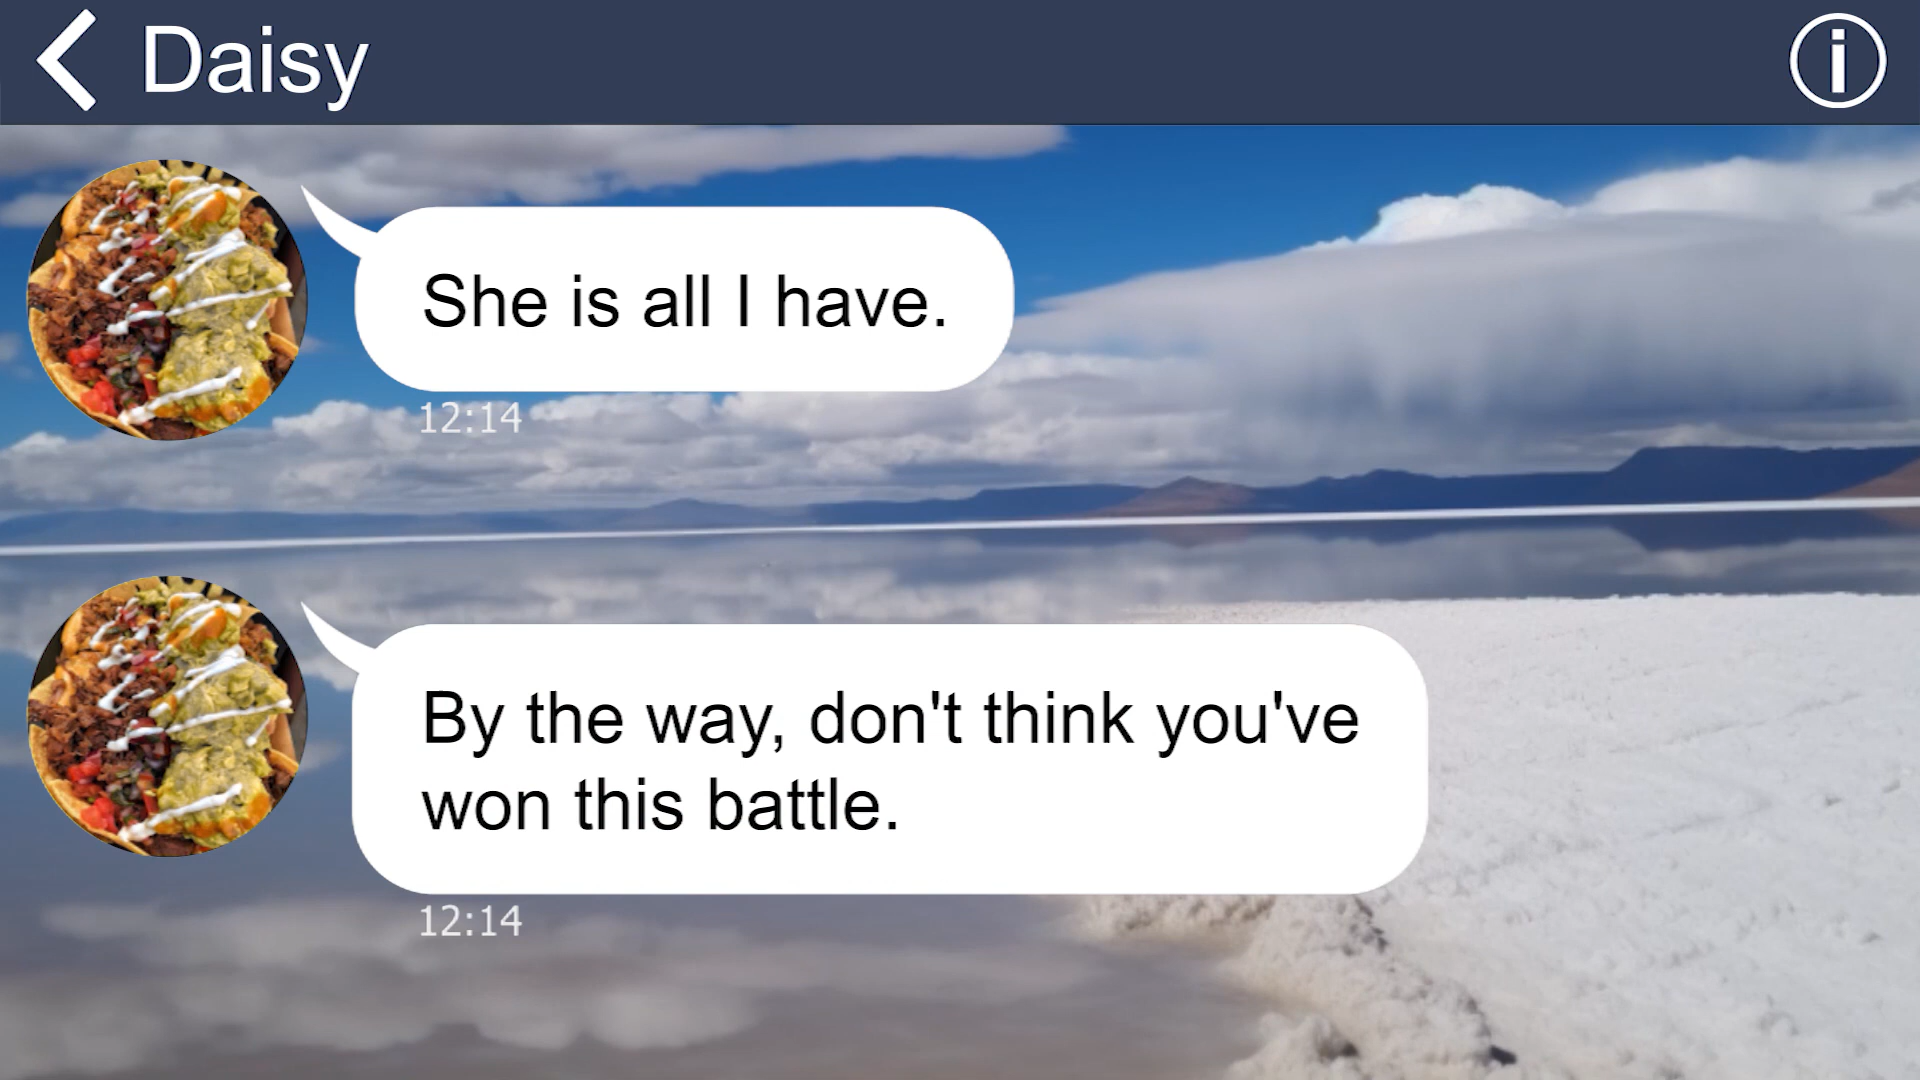 Daisy
She is all I have.
12:14
By the way, don't think you've
won this battle.
12:14